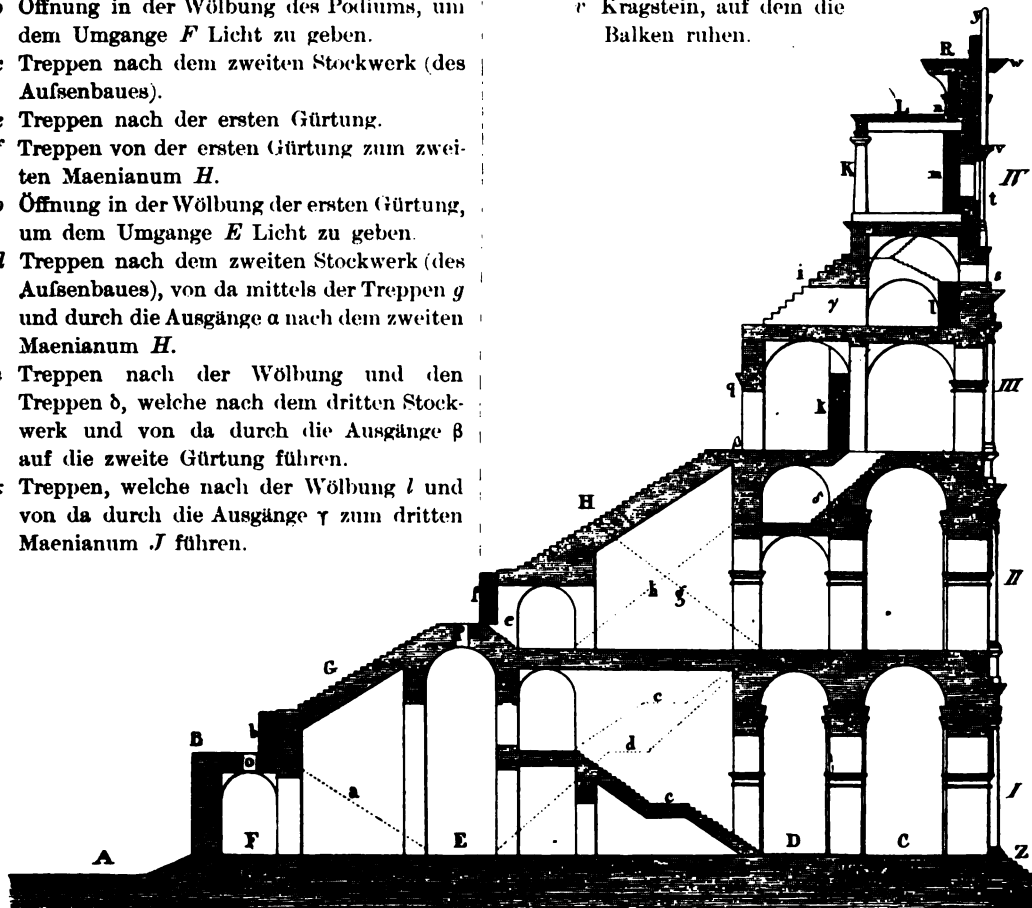 Öffnung in der Wölbung des Podiums, um
dem Umgange F Licht zu geben.
Treppen nach dem zweiten Stockwerk (des
Auſsenbaues).
Treppen nach der ersten Gürtung.
Treppen von der ersten Gürtung zum zwei-
ten Maenianum H.
Öffnung in der Wölbung der ersten Gürtung,
um dem Umgange E Licht zu geben.
Treppen nach dem zweiten Stockwerk (des
Auſsenbaues), von da mittels der Treppen g
und durch die Ausgänge α nach dem zweiten
Maenianum H.
Treppen nach der Wölbung und den
Treppen δ, welche nach dem dritten Stock-
werk und von da durch die Ausgänge β
auf die zweite Gürtung führen.
Treppen, welche nach der Wölbung l und
von da durch die Ausgänge γ zum dritten
Maenianum J führen.
r Kragstein, auf dem die
Balken ruhen.
y
R
w
L
n
v
K
m
IV
t
i
s
γ
l
q
k
III
β
H
δ
h
g
II
f
e
p
G
c
d
B
b
o
a
c
I
A
F
E
D
C
Z